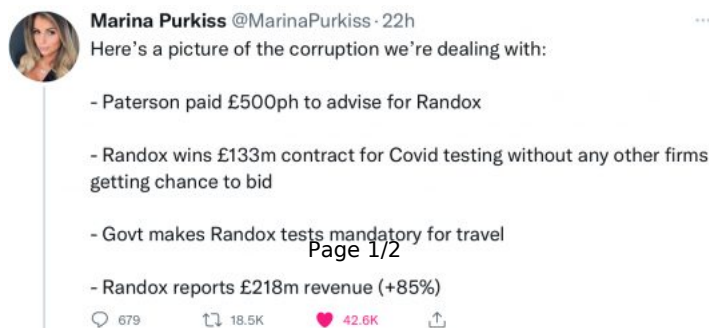 Marina Purkiss @MarinaPurkiss · 22h
Here's a picture of the corruption we're dealing with:
- Paterson paid £500ph to advise for Randox
- Randox wins £133m contract for Covid testing without any other firms
getting chance to bid
- Govt makes Randox tests mandatory for travel
Page 1/2
- Randox reports £218m revenue (+85%)
679 18.5K 42.6K